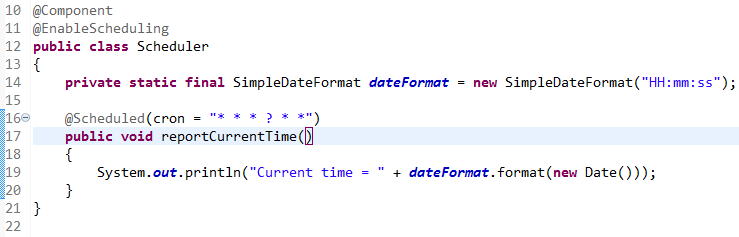 10 @Component
11 @EnableScheduling
12 public class Scheduler
13 {
14     private static final SimpleDateFormat dateFormat = new SimpleDateFormat("HH:mm:ss");
15
16     @Scheduled(cron = "* * * ? * *")
17     public void reportCurrentTime()
18     {
19         System.out.println("Current time = " + dateFormat.format(new Date()));
20     }
21 }
22